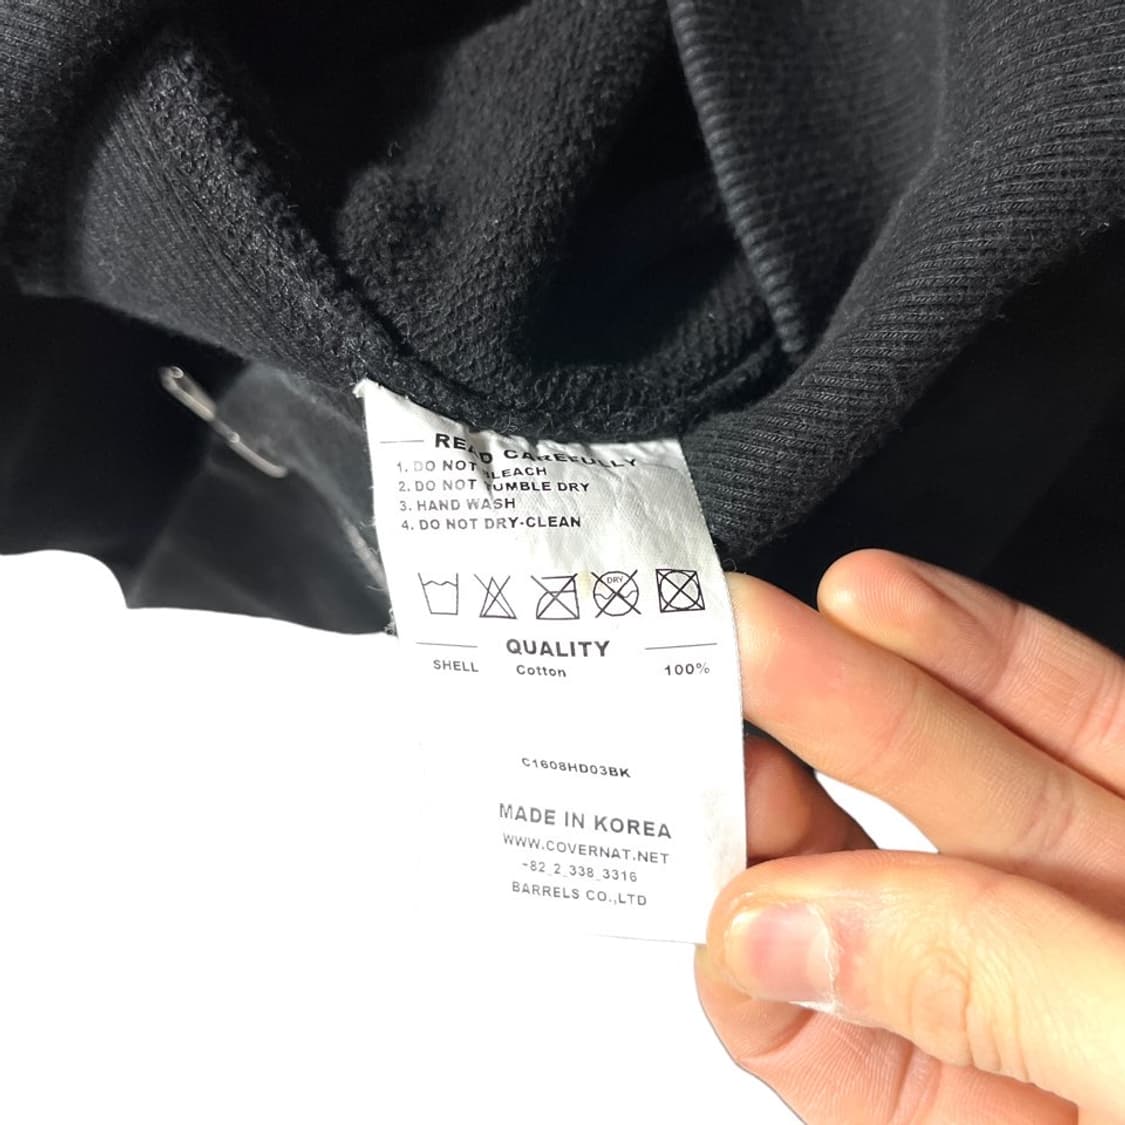 READ CAREFULLY
1. DO NOT BLEACH
2. DO NOT TUMBLE DRY
3. HAND WASH
4. DO NOT DRY-CLEAN
DRY
QUALITY
SHELL Cotton 100%
C1608HD03BK
MADE IN KOREA
WWW.COVERNAT.NET
-82_2_338_3316
BARRELS CO.,LTD